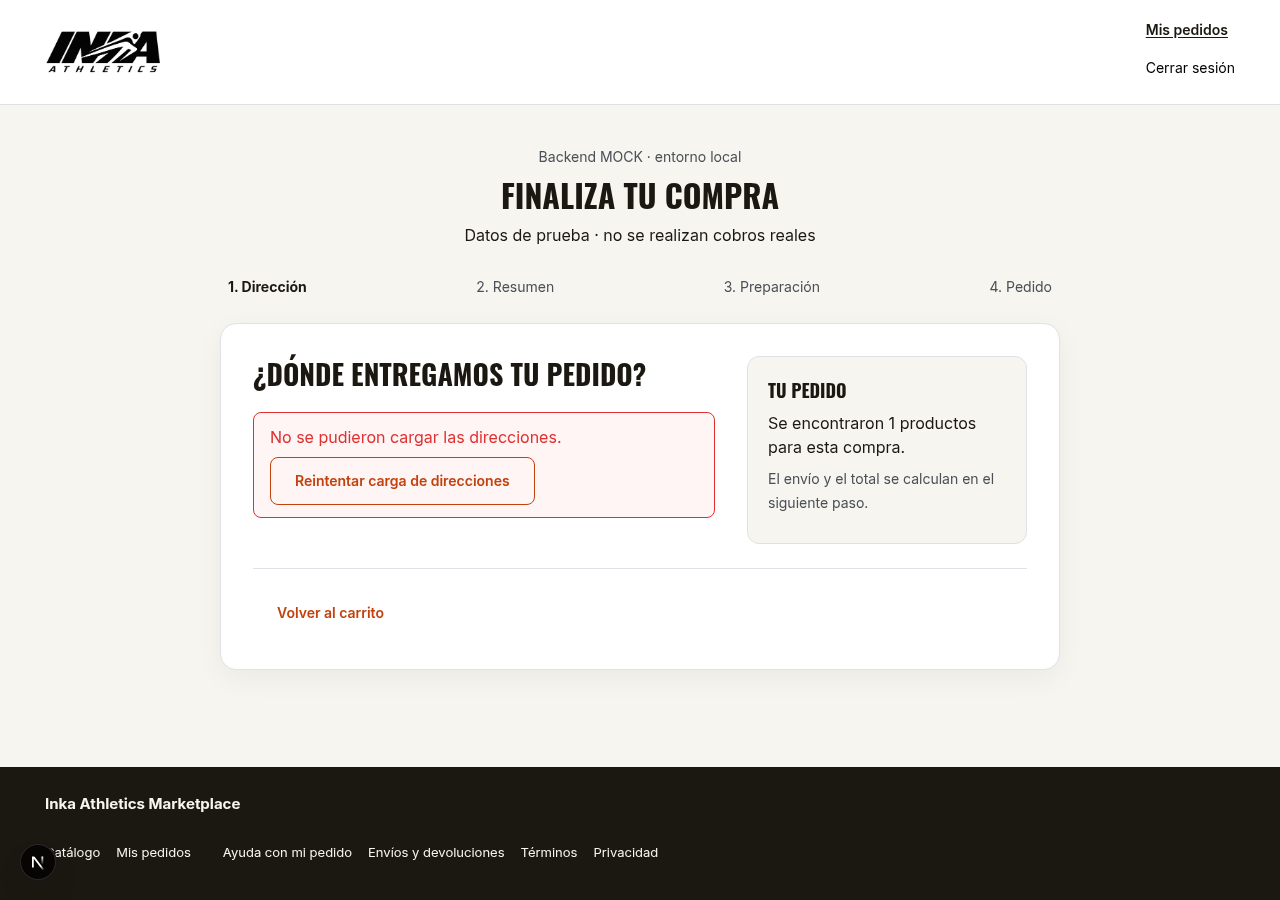 INKA
ATHLETICS
Mis pedidos
Cerrar sesión
Backend MOCK · entorno local
FINALIZA TU COMPRA
Datos de prueba · no se realizan cobros reales
1. Dirección 2. Resumen 3. Preparación 4. Pedido
¿DÓNDE ENTREGAMOS TU PEDIDO?
No se pudieron cargar las direcciones.
Reintentar carga de direcciones
TU PEDIDO
Se encontraron 1 productos
para esta compra.
El envío y el total se calculan en el
siguiente paso.
Volver al carrito
Inka Athletics Marketplace
Catálogo Mis pedidos Ayuda con mi pedido Envíos y devoluciones Términos Privacidad
N